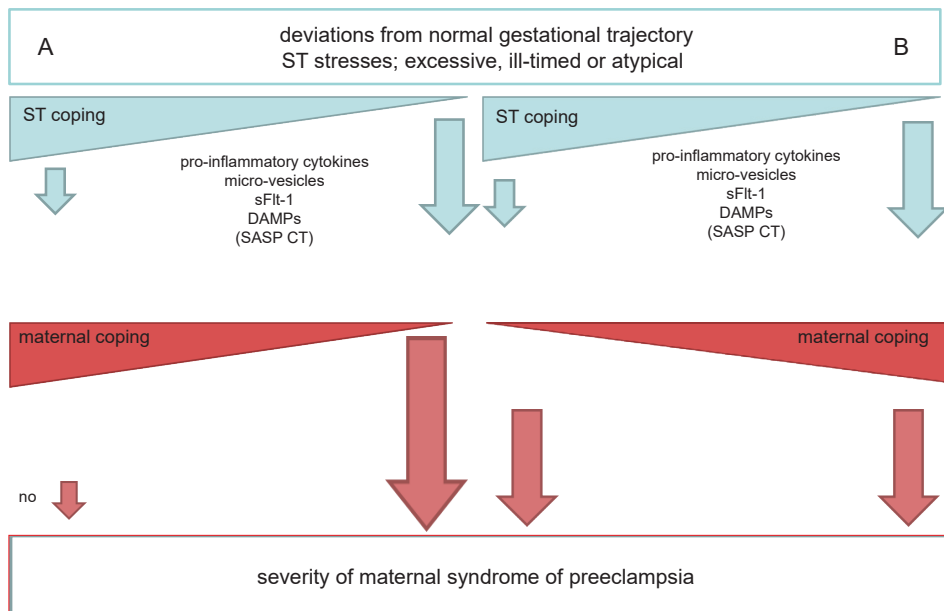 A
deviations from normal gestational trajectory
ST stresses; excessive, ill-timed or atypical
B
ST coping
pro-inflammatory cytokines
micro-vesicles
sFlt-1
DAMPs
(SASP CT)
ST coping
pro-inflammatory cytokines
micro-vesicles
sFlt-1
DAMPs
(SASP CT)
maternal coping
maternal coping
no
severity of maternal syndrome of preeclampsia